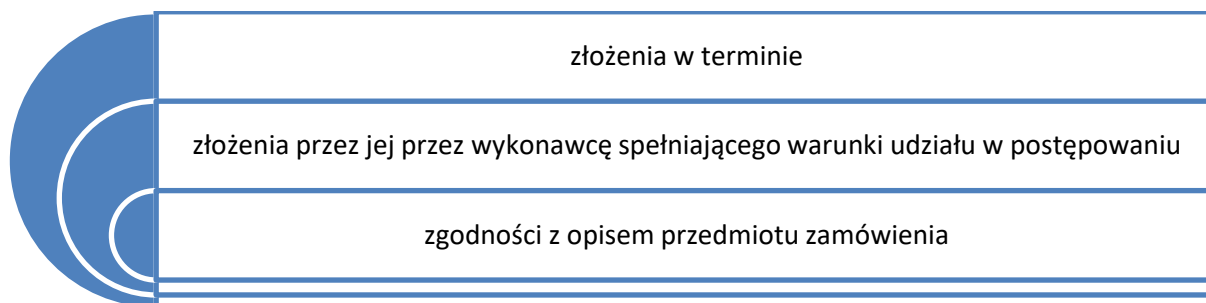 złożenia w terminie
złożenia przez jej przez wykonawcę spełniającego warunki udziału w postępowaniu
zgodności z opisem przedmiotu zamówienia